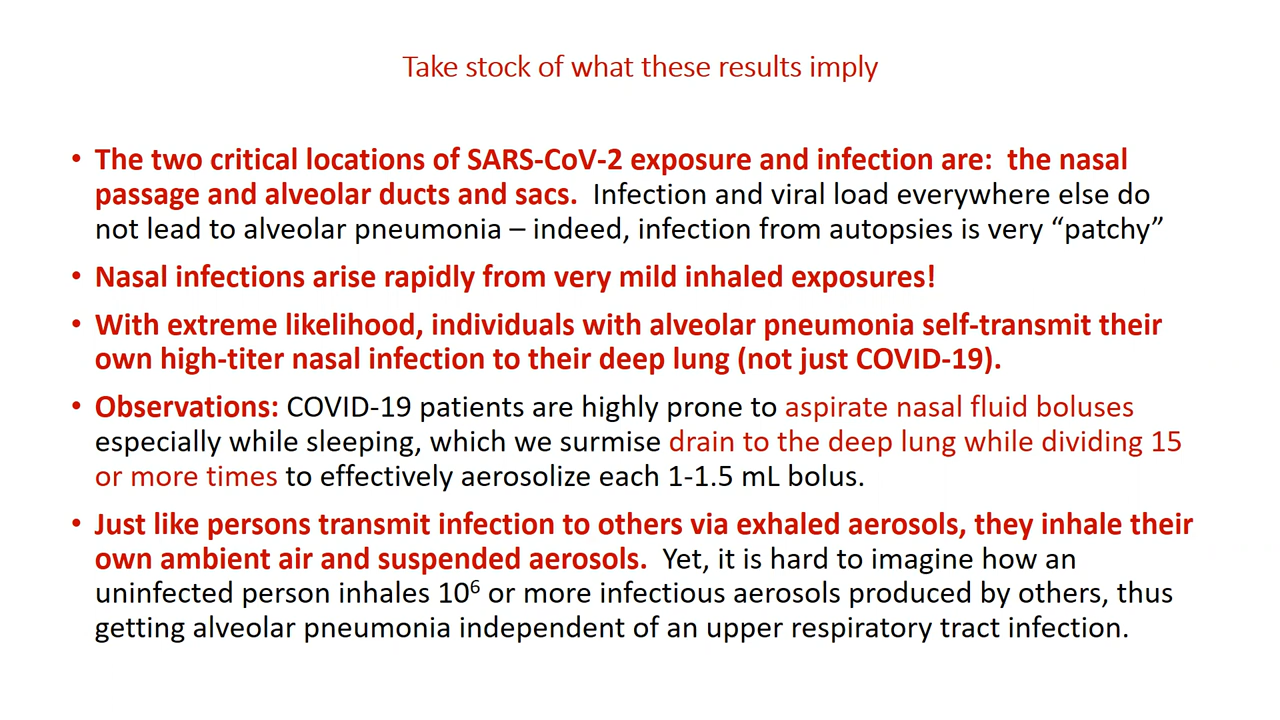 Take stock of what these results imply
• The two critical locations of SARS-CoV-2 exposure and infection are:  the nasal
passage and alveolar ducts and sacs.  Infection and viral load everywhere else do
not lead to alveolar pneumonia – indeed, infection from autopsies is very “patchy”
• Nasal infections arise rapidly from very mild inhaled exposures!
• With extreme likelihood, individuals with alveolar pneumonia self-transmit their
own high-titer nasal infection to their deep lung (not just COVID-19).
• Observations: COVID-19 patients are highly prone to aspirate nasal fluid boluses
especially while sleeping, which we surmise drain to the deep lung while dividing 15
or more times to effectively aerosolize each 1-1.5 mL bolus.
• Just like persons transmit infection to others via exhaled aerosols, they inhale their
own ambient air and suspended aerosols.  Yet, it is hard to imagine how an
uninfected person inhales 10⁶ or more infectious aerosols produced by others, thus
getting alveolar pneumonia independent of an upper respiratory tract infection.